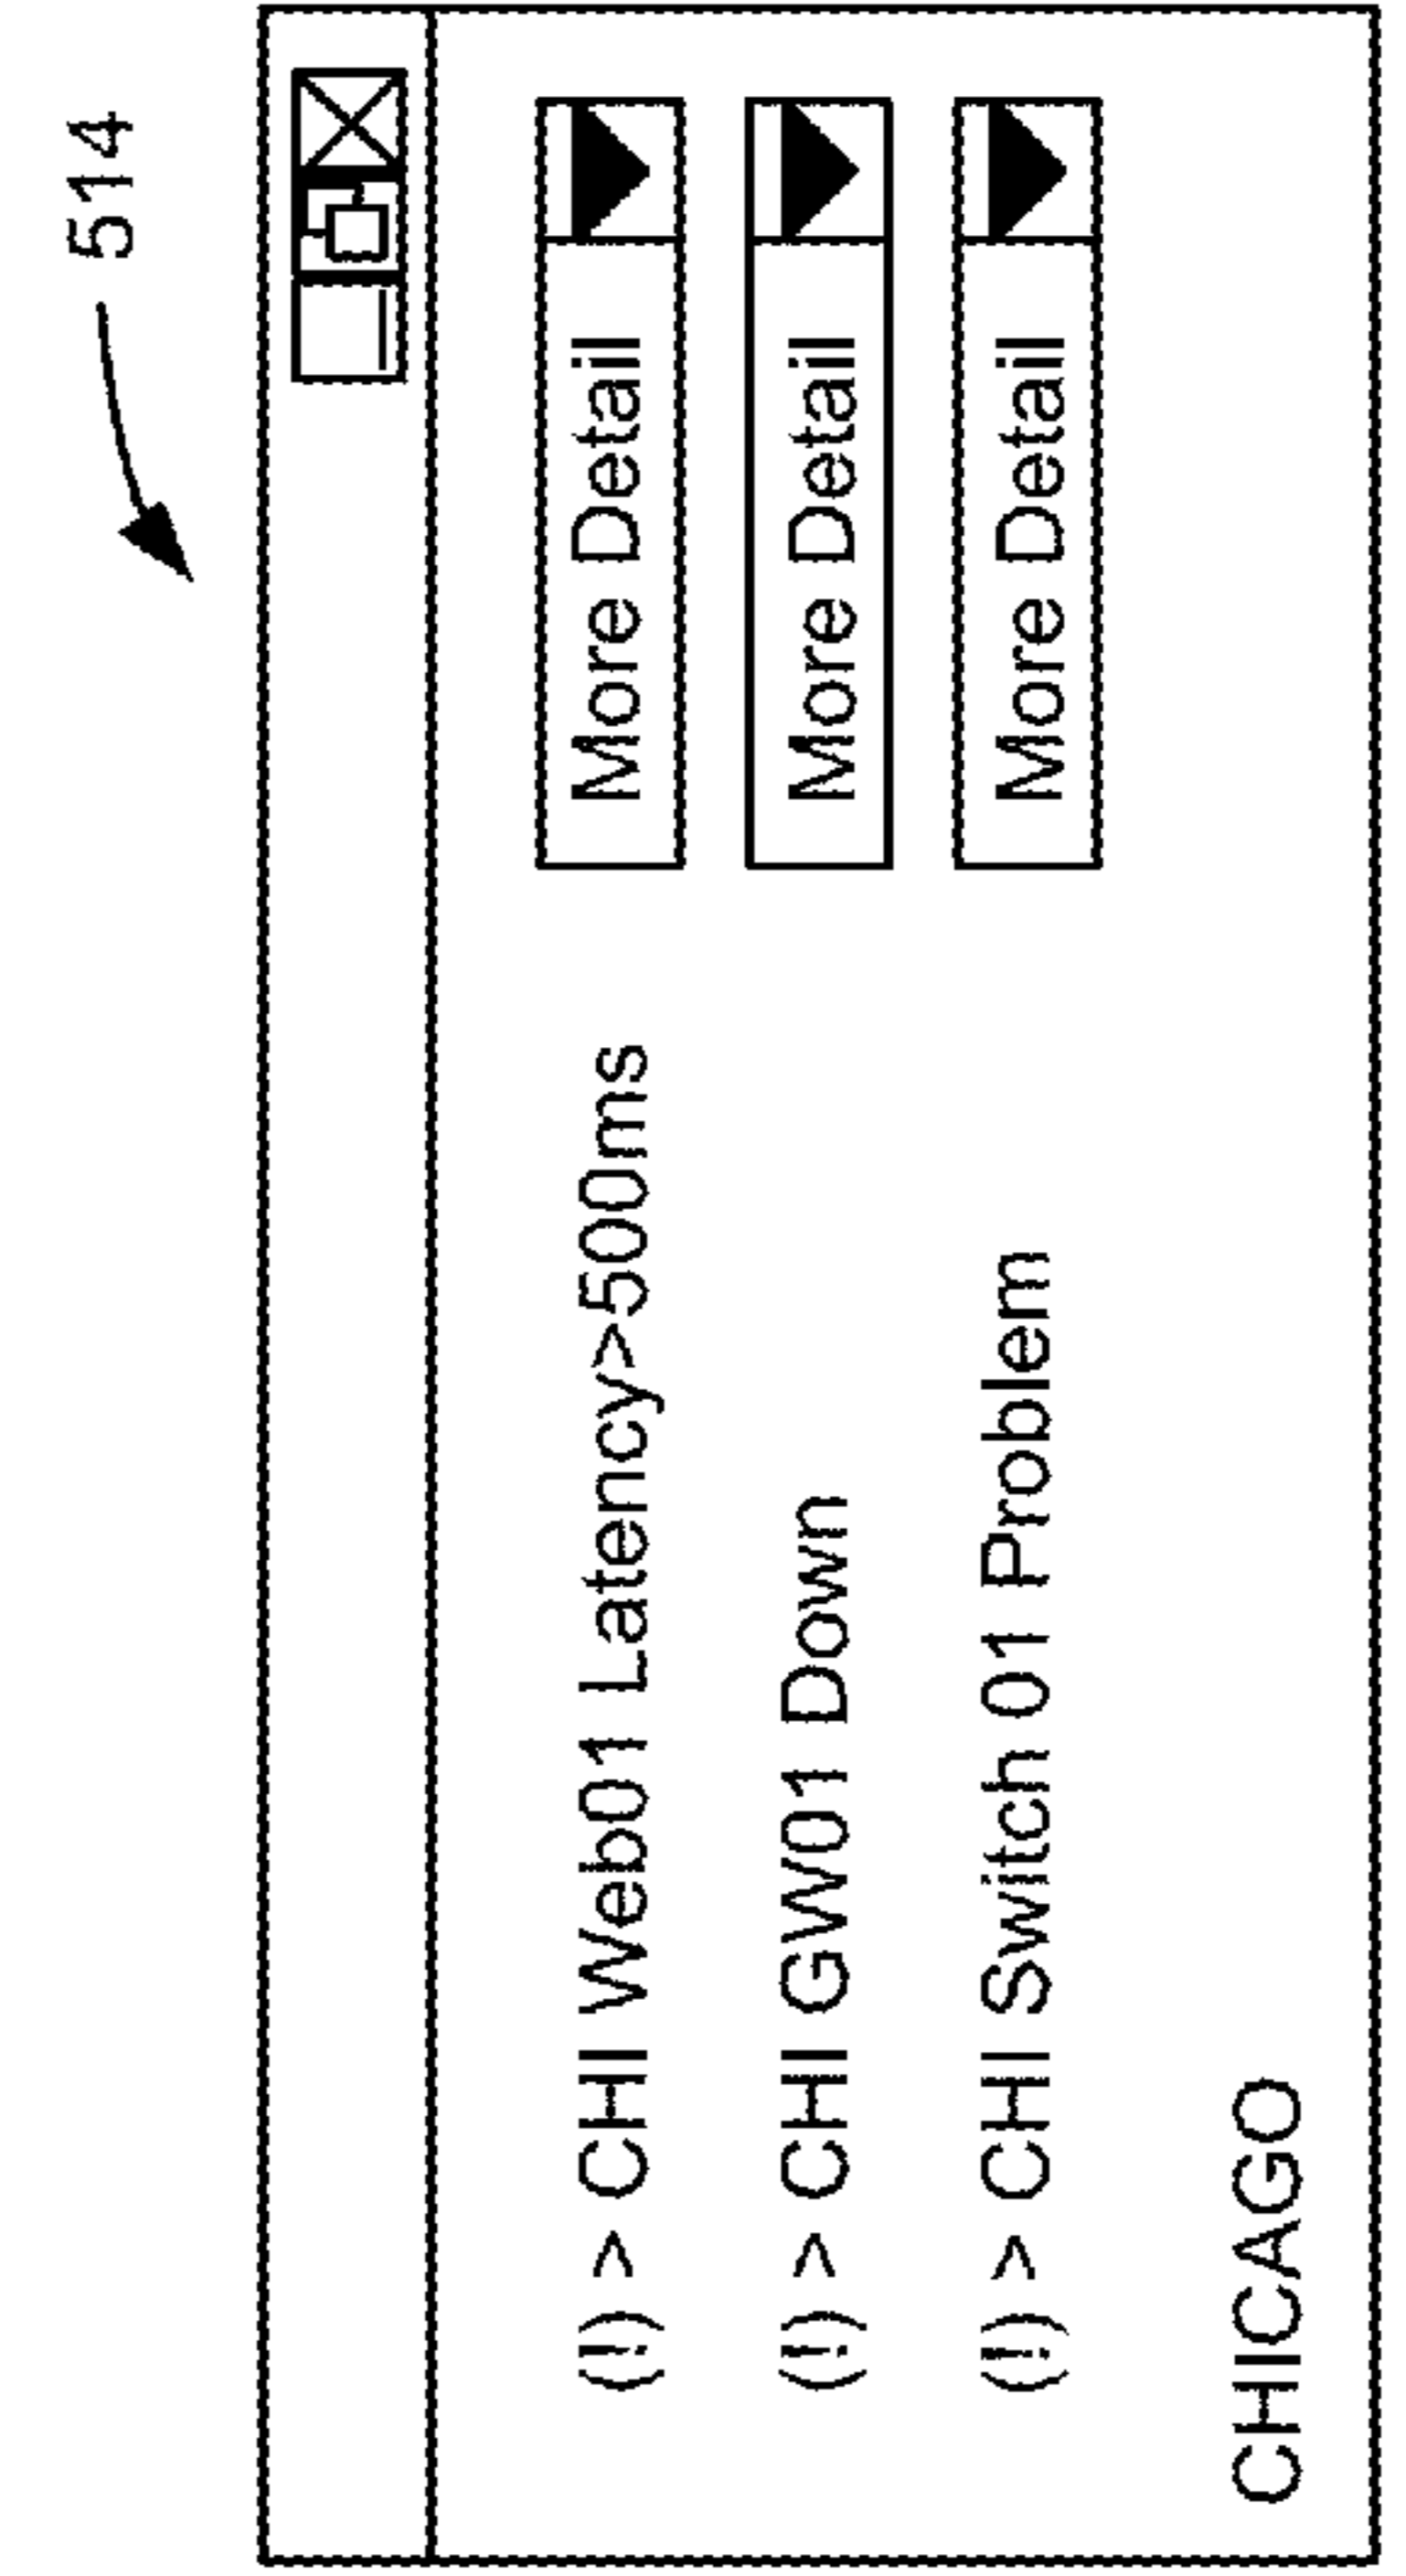 514
(!) > CHI Web01 Latency>500ms More Detail
(!) > CHI GW01 Down More Detail
(!) > CHI Switch 01 Problem More Detail
CHICAGO